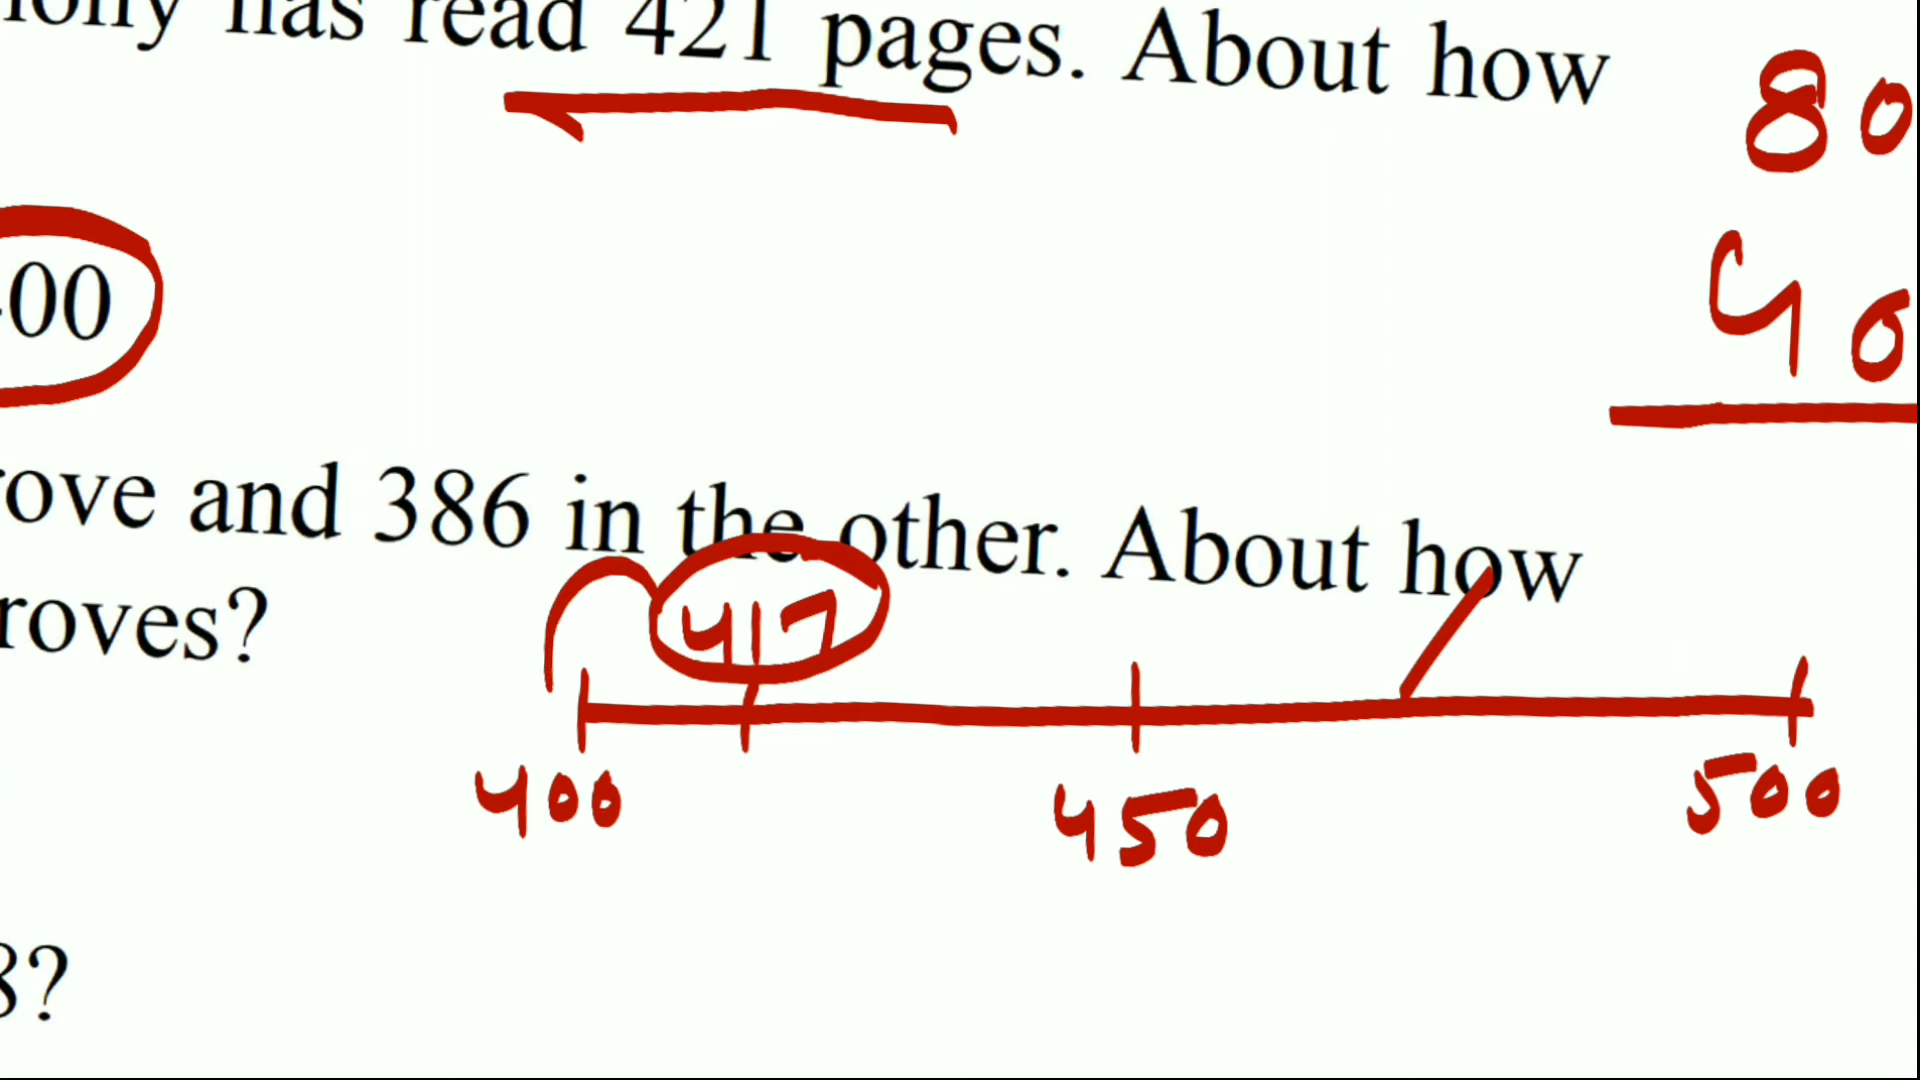 has read 421 pages. About how
80
00
40
ove and 386 in the other. About how
417
roves?
400 450 500
8?